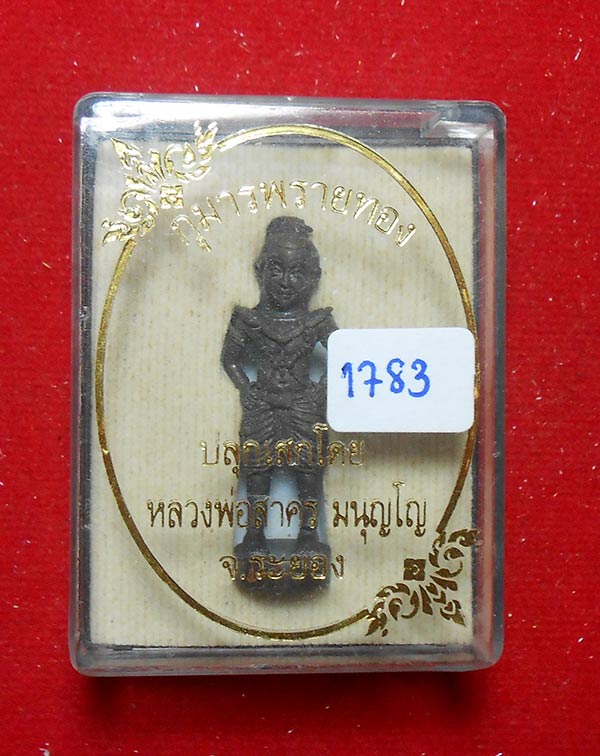 กุมารพรายทอง
1783
ปลุกเสกโดย
หลวงพ่อสาคร มนุญโญ
จ.ระยอง